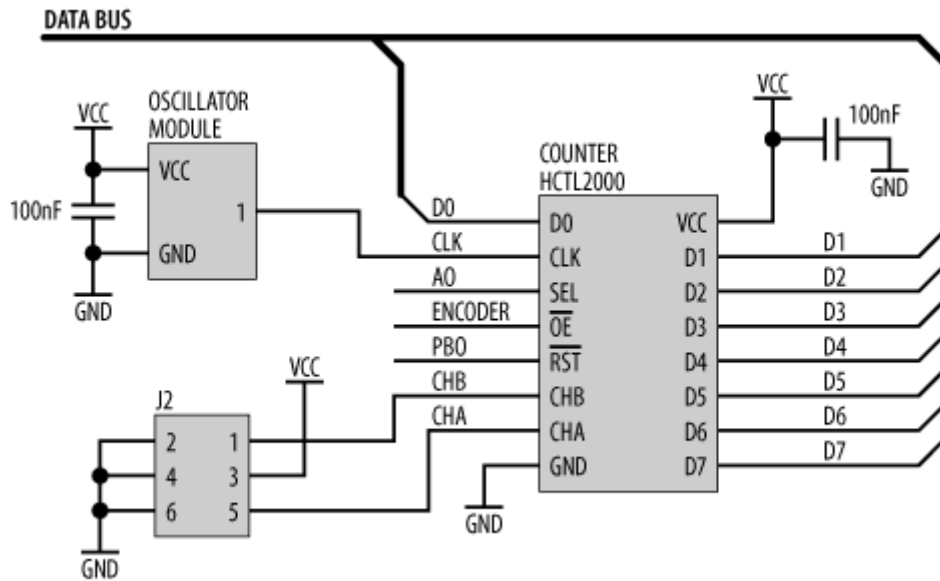 DATA BUS
VCC
OSCILLATOR
MODULE
VCC
1
GND
100nF
GND
VCC
100nF
GND
COUNTER
HCTL2000
D0
CLK
A0
ENCODER
PB0
CHB
CHA
D0
CLK
SEL
OE
RST
CHB
CHA
GND
VCC
D1
D2
D3
D4
D5
D6
D7
D1
D2
D3
D4
D5
D6
D7
GND
VCC
J2
2 1
4 3
6 5
GND